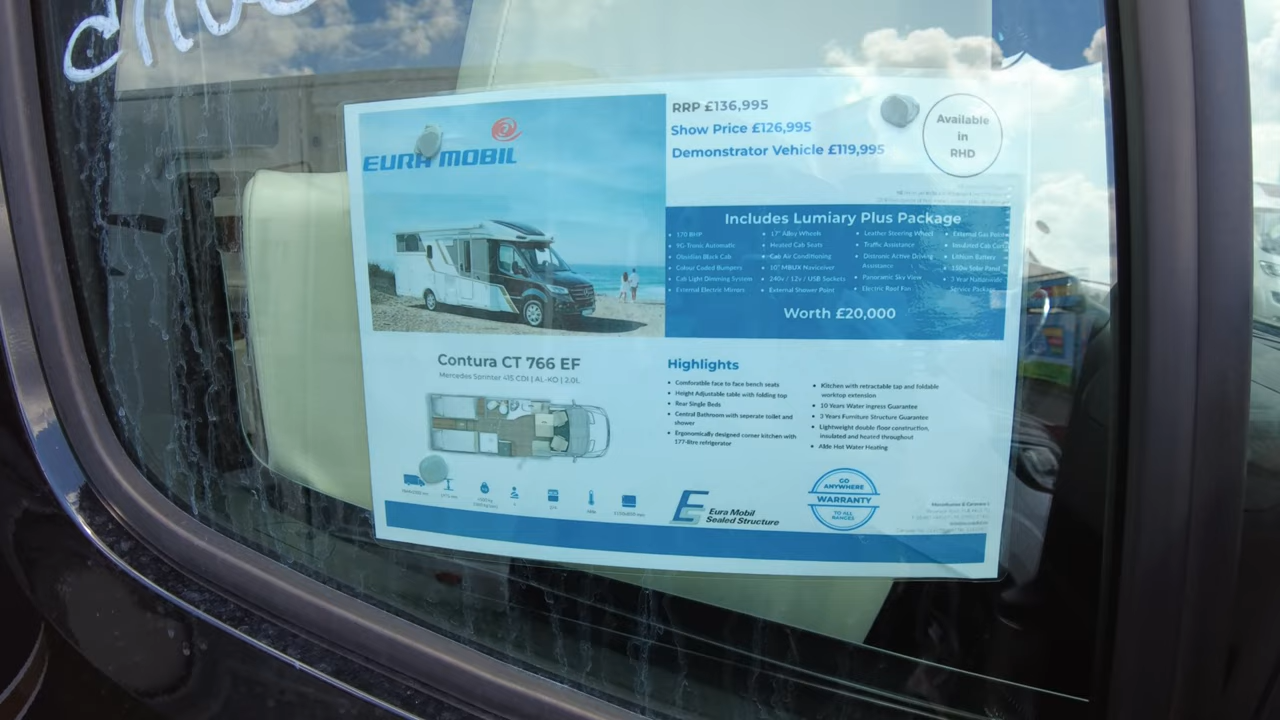 EURA MOBIL
RRP £136,995
Show Price £126,995
Demonstrator Vehicle £119,995
Available
in
RHD
Includes Lumiary Plus Package
170 BHP
9G-Tronic Automatic
Obsidian Black Cab
Colour Coded Bumpers
Cab Light Dimming System
External Electric Mirrors
17" Alloy Wheels
Heated Cab Seats
Cab Air Conditioning
10" MBUX Naviceiver
240v / 12v / USB Sockets
External Shower Point
Leather Steering Wheel
Traffic Assistance
Distronic Active Driving
Assistance
Panoramic Sky View
Electric Roof Fan
External Gas Point
Insulated Cab
Lithium Battery
Solar Panel
Service Package
Worth £20,000
Contura CT 766 EF
Mercedes Sprinter 415 CDI | AL-KO | 2.0L
Highlights
Comforatible face to face bench seats
Height Adjustable table with folding top
Rear Single Beds
Central Bathroom with seperate toilet and
shower
Ergonomically designed corner kitchen with
177-litre refrigerator
Kitchen with retractable tap and foldable
worktop extension
10 Years Water Ingress Guarantee
2 Years Furniture Structure Guarantee
Lightweight double floor construction,
insulated and heated throughout
Alde Hot Water Heating
Eura Mobil
Sealed Structure
GO
ANYWHERE
WARRANTY
TO ALL
RANGES